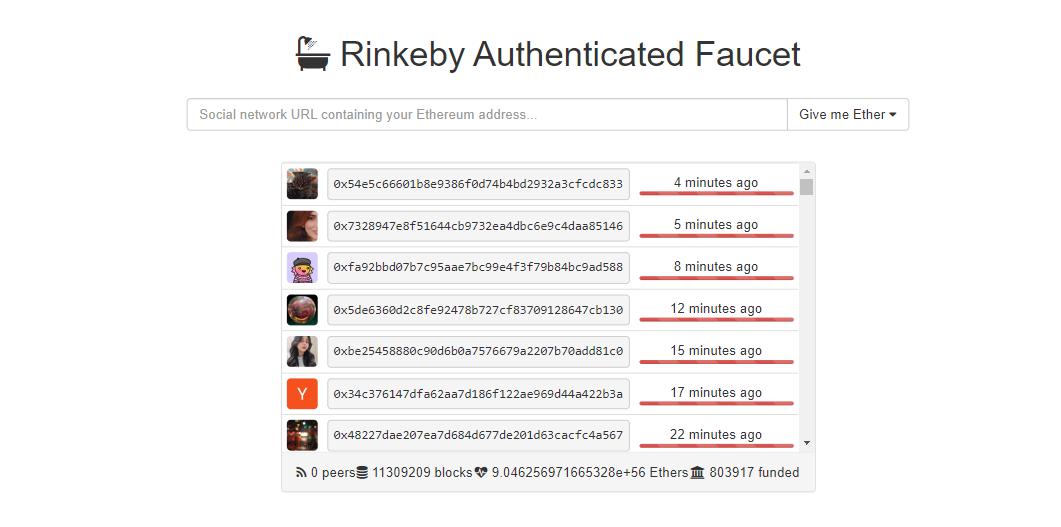 Rinkeby Authenticated Faucet
Social network URL containing your Ethereum address...
Give me Ether
0x54e5c66601b8e9386f0d74b4bd2932a3cfcdc833 4 minutes ago
0x7328947e8f51644cb9732ea4dbc6e9c4daa85146 5 minutes ago
0xfa92bbd07b7c95aae7bc99e4f3f79b84bc9ad588 8 minutes ago
0x5de6360d2c8fe92478b727cf83709128647cb130 12 minutes ago
0xbe25458880c90d6b0a7576679a2207b70add81c0 15 minutes ago
Y 0x34c376147dfa62aa7d186f122ae969d44a422b3a 17 minutes ago
0x48227dae207ea7d684d677de201d63cacfc4a567 22 minutes ago
0 peers 11309209 blocks 9.046256971665328e+56 Ethers 803917 funded